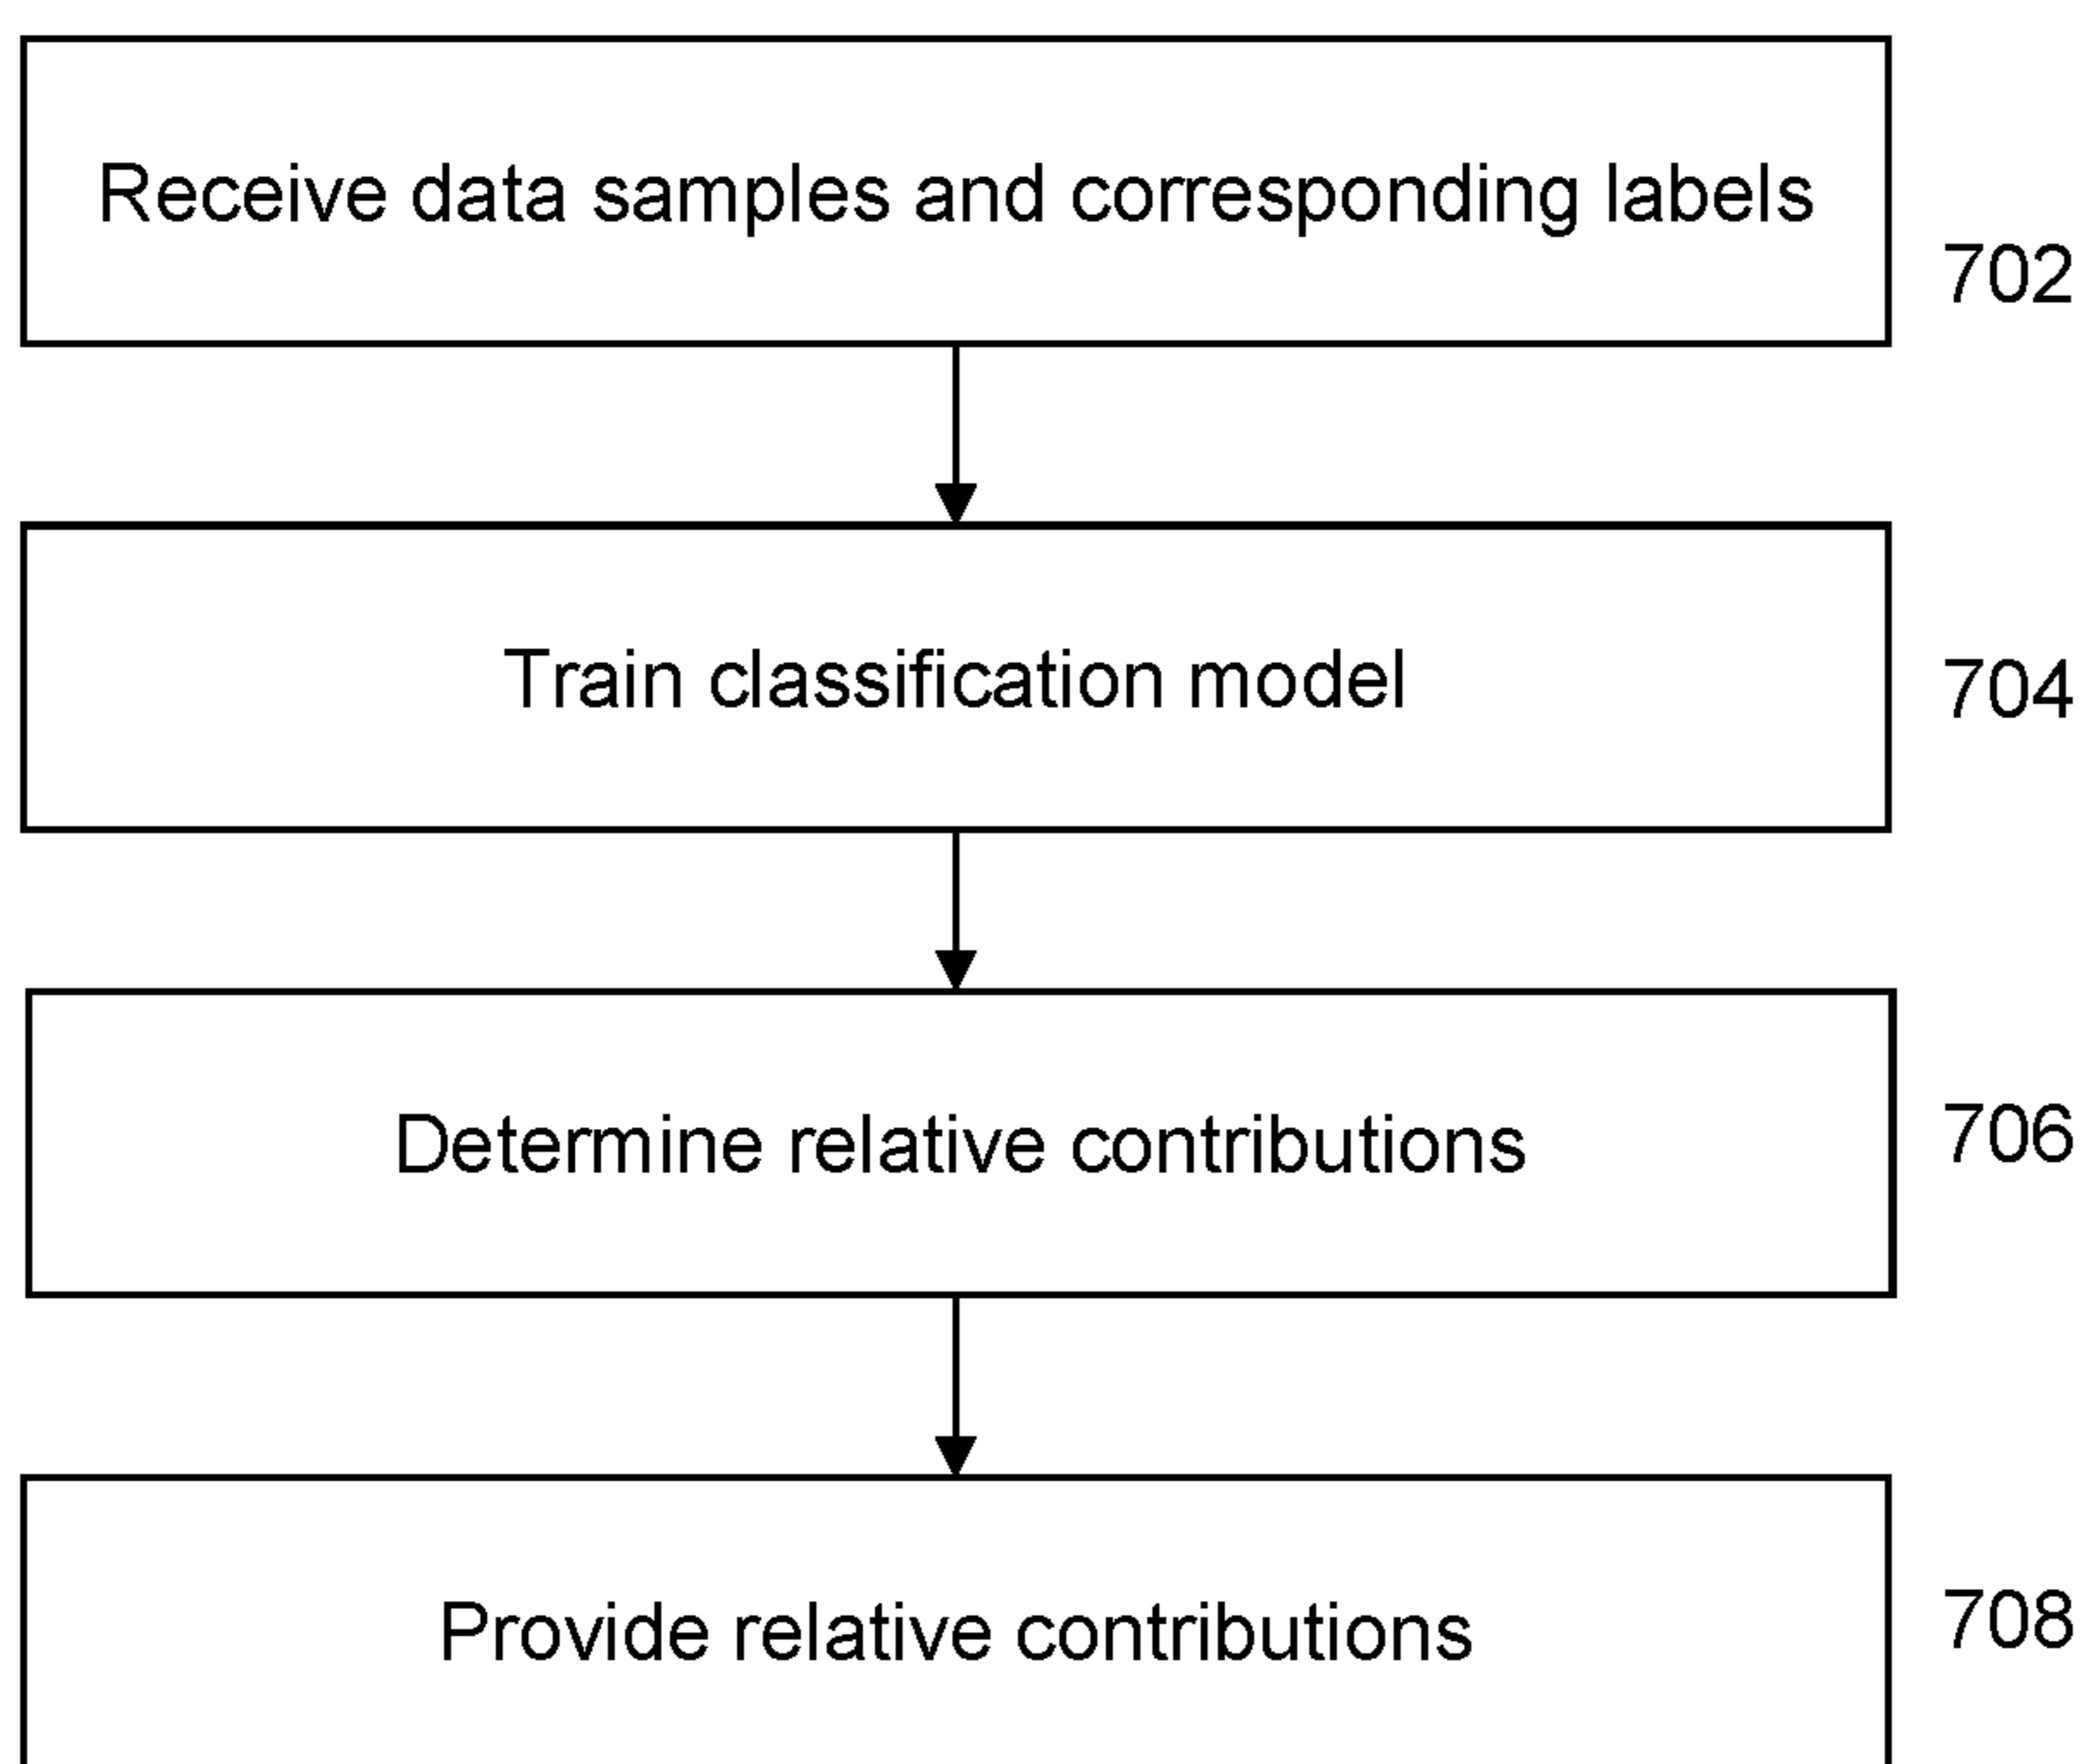 Receive data samples and corresponding labels
702
Train classification model
704
Determine relative contributions
706
Provide relative contributions
708